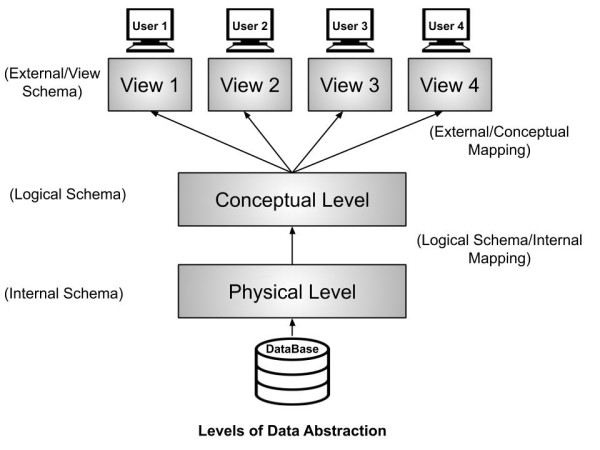 User 1
User 2
User 3
User 4
(External/View
Schema)
View 1
View 2
View 3
View 4
(External/Conceptual
Mapping)
(Logical Schema)
Conceptual Level
(Logical Schema/Internal
Mapping)
(Internal Schema)
Physical Level
DataBase
Levels of Data Abstraction